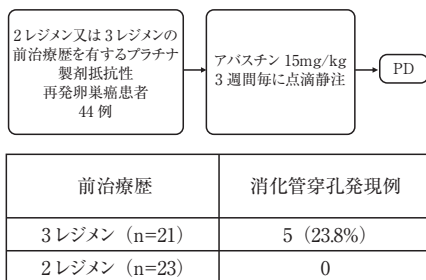 2レジメン又は3レジメンの
前治療歴を有するプラチナ
製剤抵抗性
再発卵巣癌患者
44 例
アバスチン 15mg/kg
3 週間毎に点滴静注
PD
前治療歴 消化管穿孔発現例
3レジメン（n=21） 5（23.8%）
2レジメン（n=23） 0